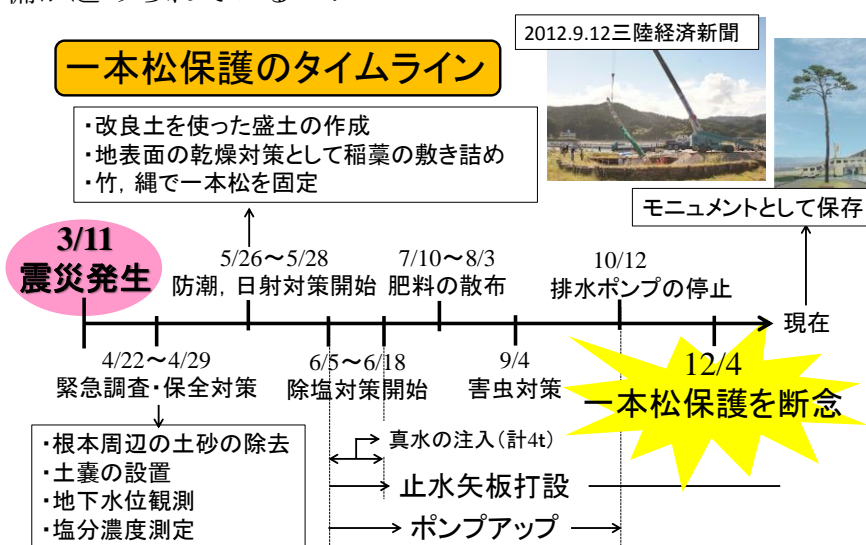 2012.9.12三陸経済新聞
一本松保護のタイムライン
・改良土を使った盛土の作成
・地表面の乾燥対策として稲藁の敷き詰め
・竹, 縄で一本松を固定
モニュメントとして保存
3/11
震災発生
5/26～5/28
防潮, 日射対策開始
7/10～8/3
肥料の散布
10/12
排水ポンプの停止
現在
4/22～4/29
緊急調査・保全対策
6/5～6/18
除塩対策開始
9/4
害虫対策
12/4
一本松保護を断念
・根本周辺の土砂の除去
・土嚢の設置
・地下水位観測
・塩分濃度測定
真水の注入(計4t)
止水矢板打設
ポンプアップ